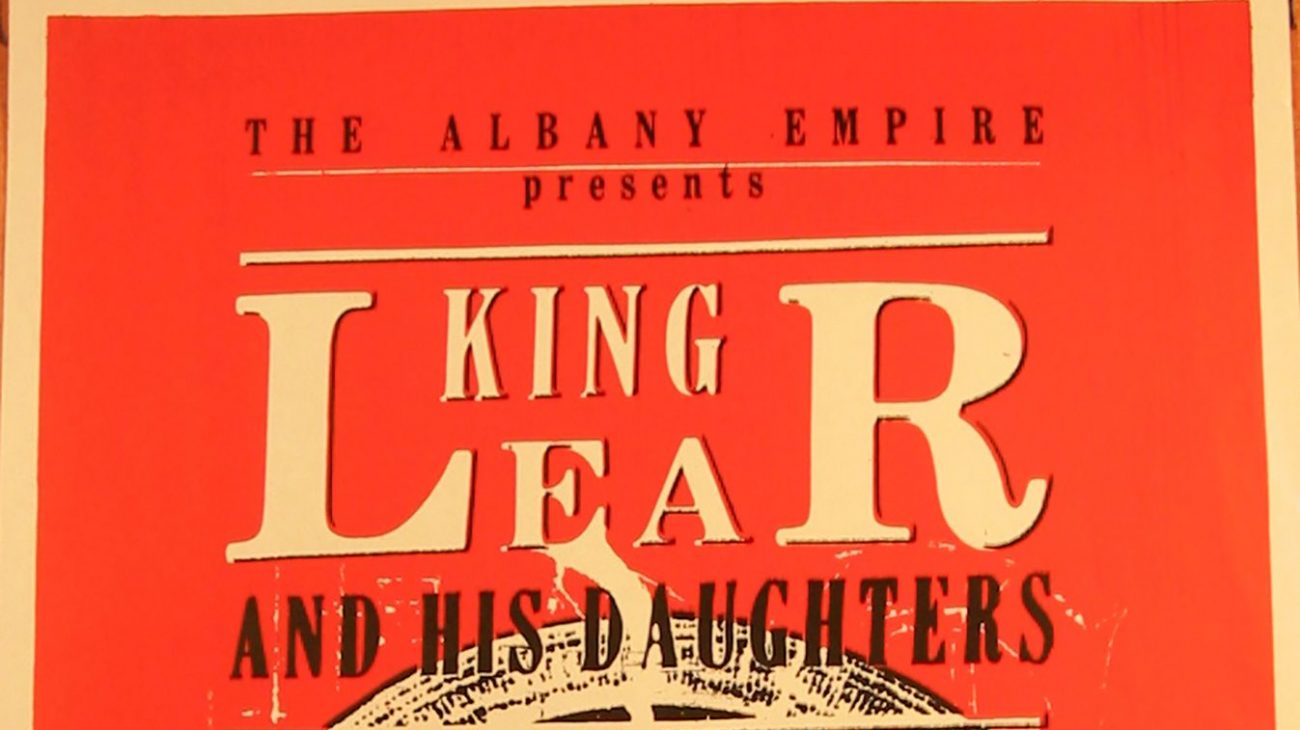 THE ALBANY EMPIRE
presents
KING
LEAR
AND HIS DAUGHTERS